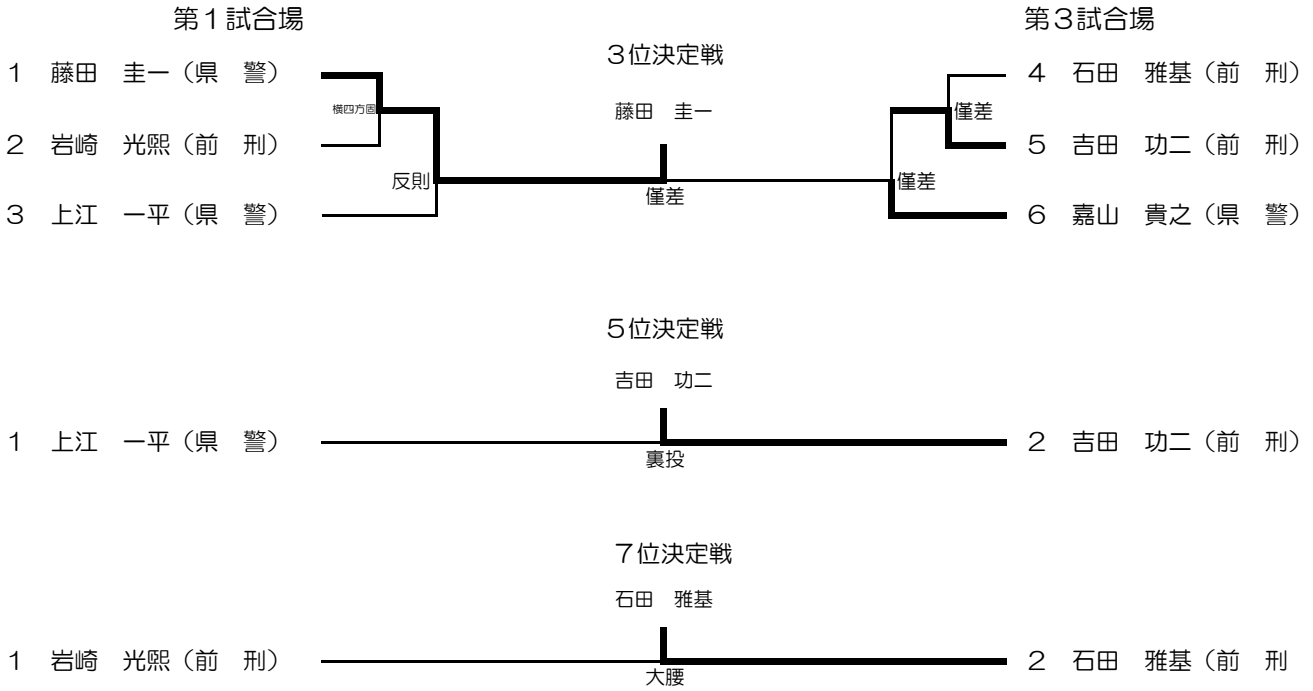 第１試合場
第３試合場
３位決定戦
１　藤田　圭一（県　警）
４　石田　雅基（前　刑）
横四方固
藤田　圭一
僅差
２　岩崎　光熙（前　刑）
５　吉田　功二（前　刑）
反則
僅差
僅差
３　上江　一平（県　警）
６　嘉山　貴之（県　警）
５位決定戦
吉田　功二
１　上江　一平（県　警）
２　吉田　功二（前　刑）
裏投
７位決定戦
石田　雅基
１　岩崎　光熙（前　刑）
２　石田　雅基（前　刑
大腰